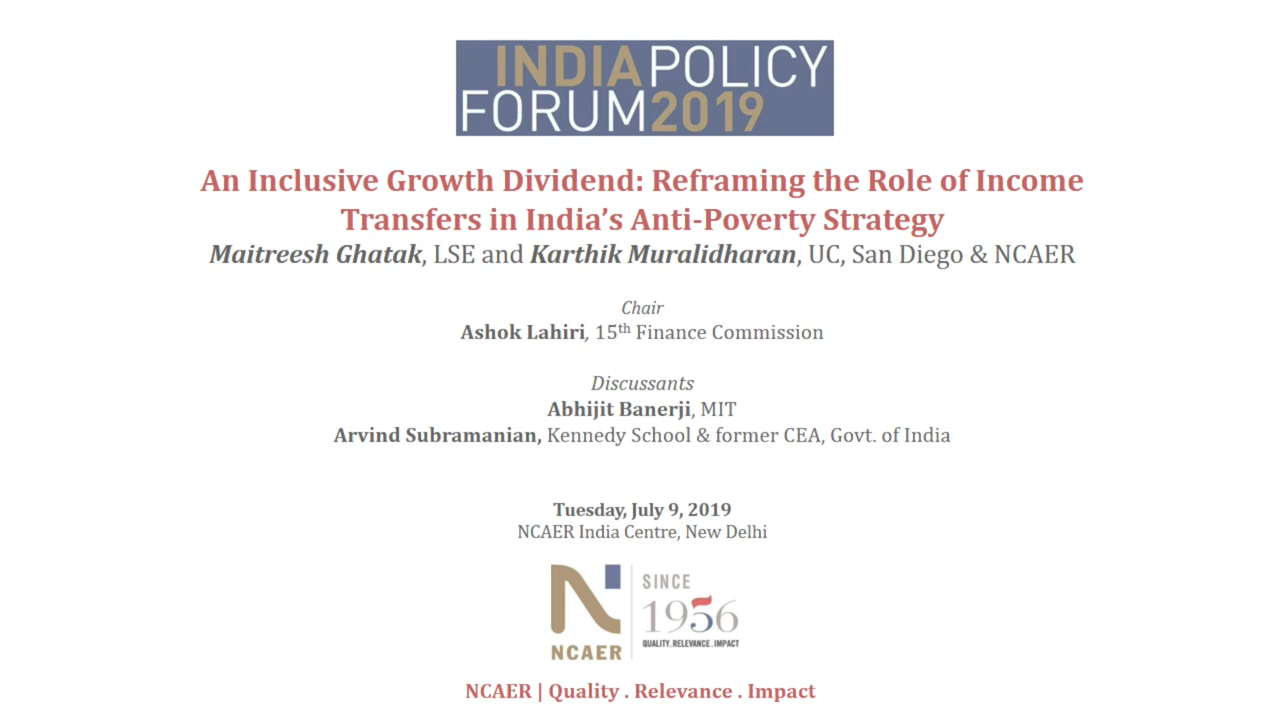 INDIA POLICY
FORUM 2019
An Inclusive Growth Dividend: Reframing the Role of Income
Transfers in India’s Anti-Poverty Strategy
Maitreesh Ghatak, LSE and Karthik Muralidharan, UC, San Diego & NCAER
Chair
Ashok Lahiri, 15th Finance Commission
Discussants
Abhijit Banerji, MIT
Arvind Subramanian, Kennedy School & former CEA, Govt. of India
Tuesday, July 9, 2019
NCAER India Centre, New Delhi
NCAER
SINCE
1956
QUALITY.RELEVANCE.IMPACT
NCAER | Quality . Relevance . Impact